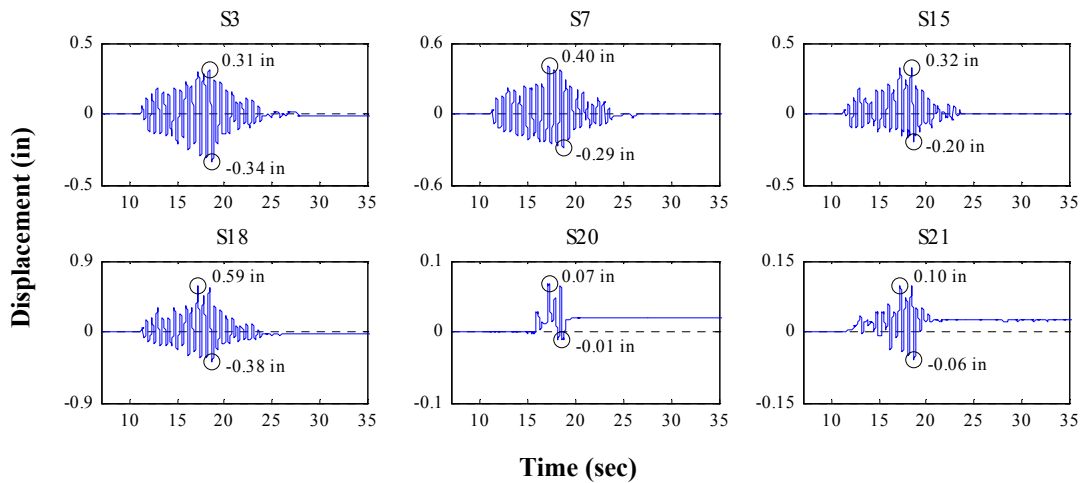 S3 S7 S15
0.5 0.6 0.5
0.31 in 0.40 in 0.32 in
0 0 0
-0.34 in -0.29 in -0.20 in
-0.5 -0.6 -0.5
10 15 20 25 30 35 10 15 20 25 30 35 10 15 20 25 30 35
Displacement (in)
S18 S20 S21
0.9 0.1 0.15
0.59 in 0.07 in 0.10 in
0 0 0
-0.38 in -0.01 in -0.06 in
-0.9 -0.1 -0.15
10 15 20 25 30 35 10 15 20 25 30 35 10 15 20 25 30 35
Time (sec)